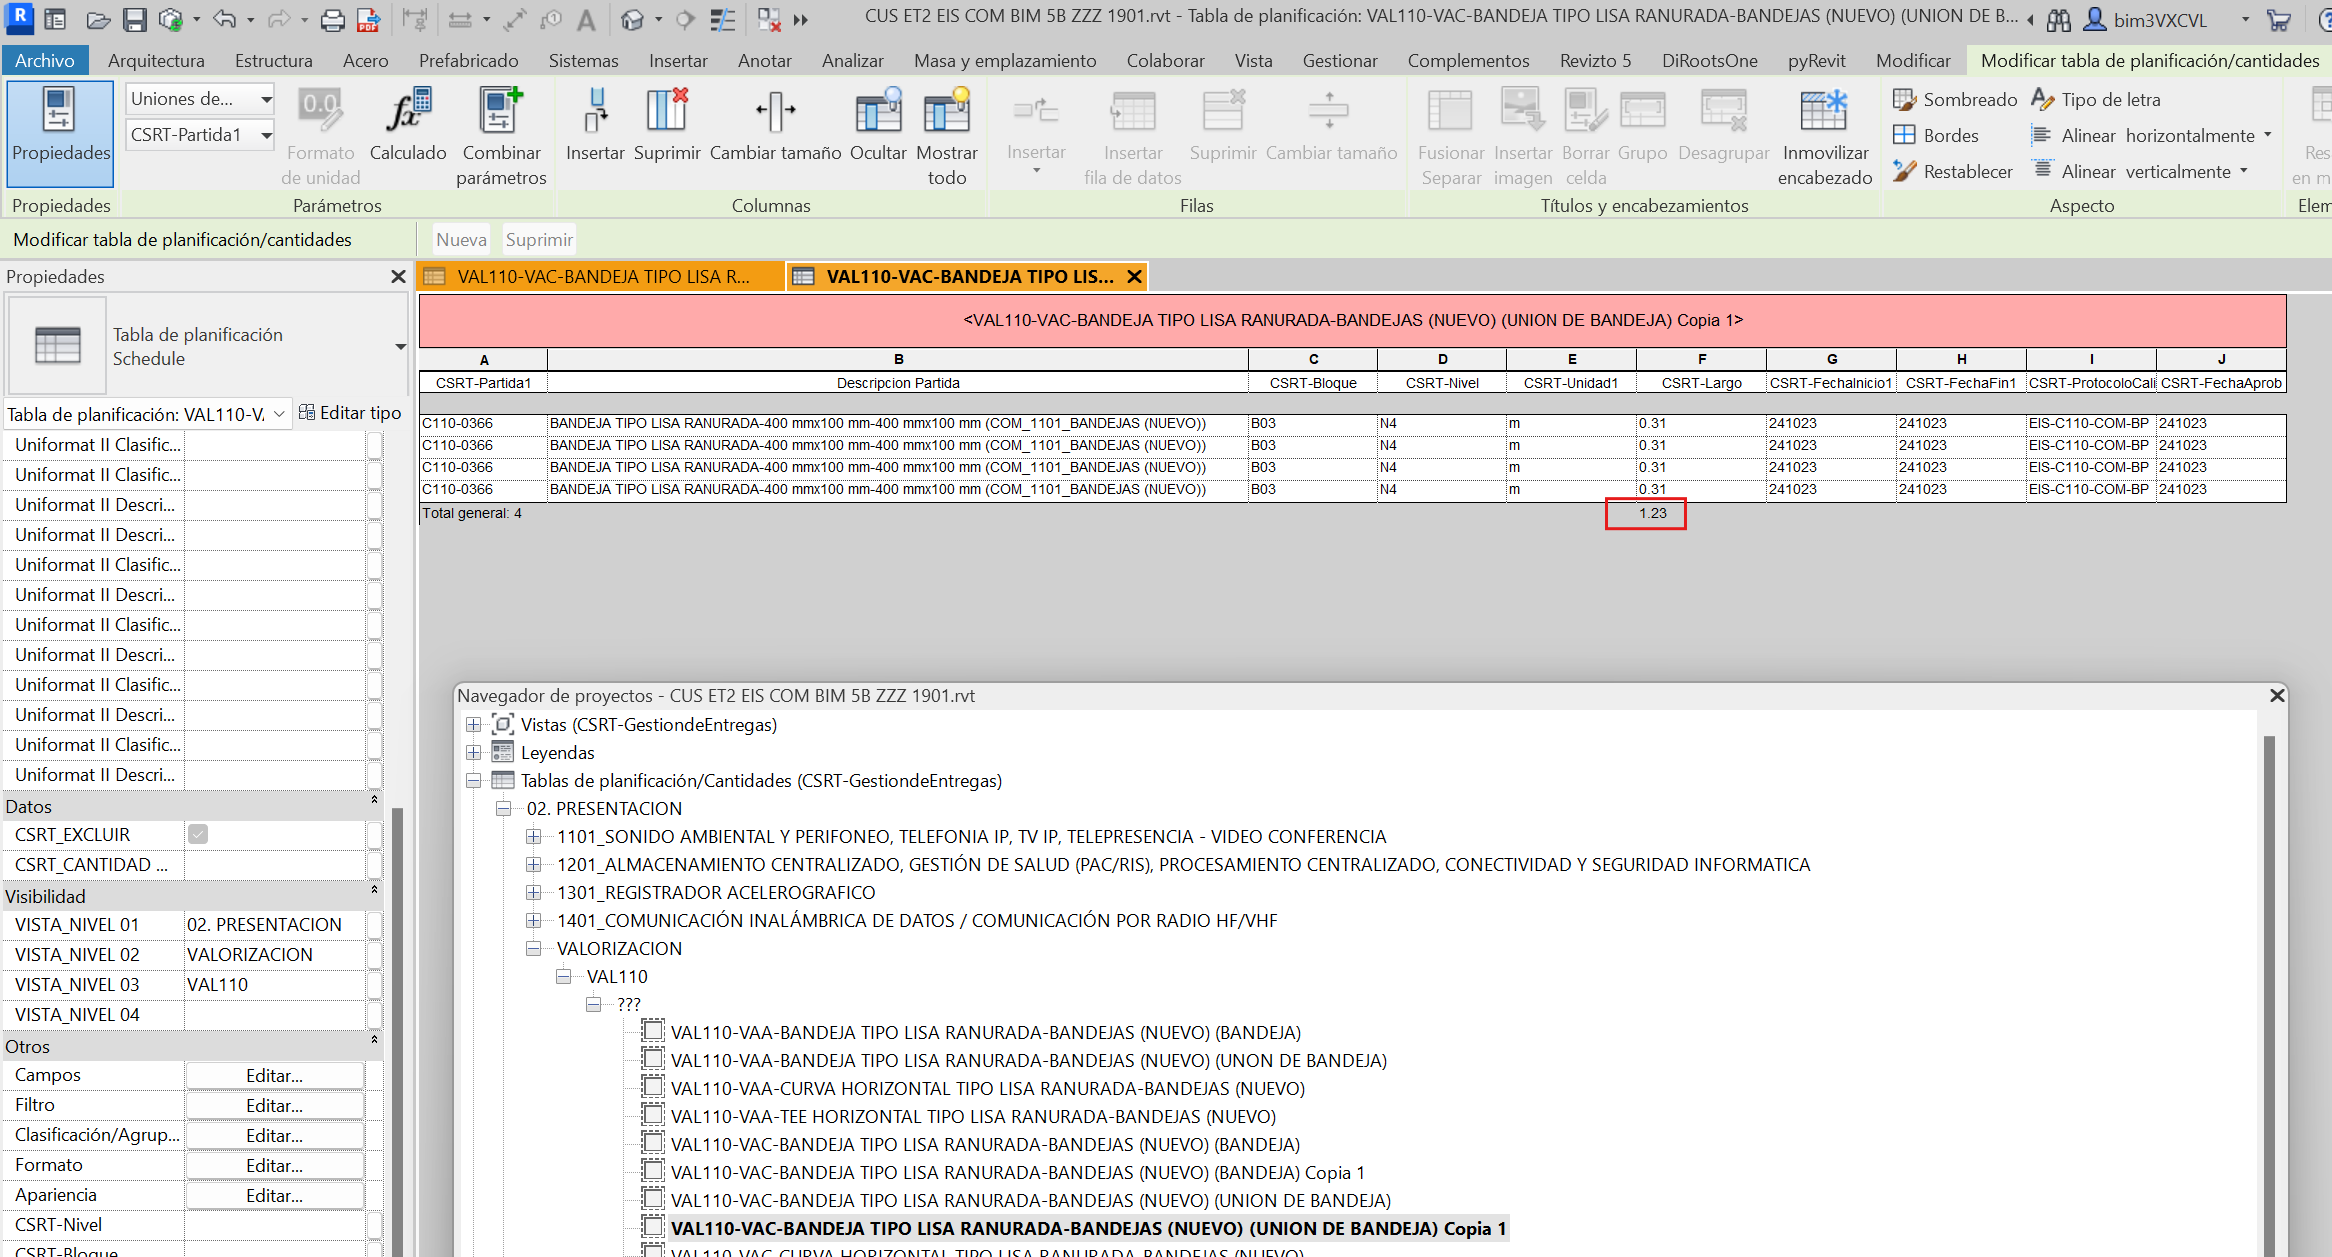 CUS ET2 EIS COM BIM 5B ZZZ 1901.rvt - Tabla de planificación: VAL110-VAC-BANDEJA TIPO LISA RANURADA-BANDEJAS (NUEVO) (UNION DE B...
bim3VXCVL
Archivo Arquitectura Estructura Acero Prefabricado Sistemas Insertar Anotar Analizar Masa y emplazamiento Colaborar Vista Gestionar Complementos Revizto 5 DiRootsOne pyRevit Modificar Modificar tabla de planificación/cantidades
Propiedades
Uniones de...
CSRT-Partida1
Formato de unidad
Calculado
Combinar parámetros
Insertar
Suprimir
Cambiar tamaño
Ocultar
Mostrar todo
Insertar
Insertar fila de datos
Suprimir
Cambiar tamaño
Fusionar Separar
Insertar imagen
Borrar celda
Grupo
Desagrupar
Inmovilizar encabezado
Sombreado
Bordes
Restablecer
Tipo de letra
Alinear horizontalmente
Alinear verticalmente
Res
en m
Propiedades Parámetros Columnas Filas Títulos y encabezamientos Aspecto Elem
Modificar tabla de planificación/cantidades Nueva Suprimir
Propiedades
VAL110-VAC-BANDEJA TIPO LISA R...
VAL110-VAC-BANDEJA TIPO LIS...
Tabla de planificación
Schedule
Tabla de planificación: VAL110-VA
Editar tipo
Uniformat II Clasific...
Uniformat II Clasific...
Uniformat II Descri...
Uniformat II Descri...
Uniformat II Clasific...
Uniformat II Descri...
Uniformat II Clasific...
Uniformat II Descri...
Uniformat II Clasific...
Uniformat II Descri...
Uniformat II Clasific...
Uniformat II Descri...
Datos
CSRT_EXCLUIR
CSRT_CANTIDAD ...
Visibilidad
VISTA_NIVEL 01 02. PRESENTACION
VISTA_NIVEL 02 VALORIZACION
VISTA_NIVEL 03 VAL110
VISTA_NIVEL 04
Otros
Campos Editar...
Filtro Editar...
Clasificación/Agrup... Editar...
Formato Editar...
Apariencia Editar...
CSRT-Nivel
CSRT-Bloque
<VAL110-VAC-BANDEJA TIPO LISA RANURADA-BANDEJAS (NUEVO) (UNION DE BANDEJA) Copia 1>
A B C D E F G H I J
CSRT-Partida1 Descripcion Partida CSRT-Bloque CSRT-Nivel CSRT-Unidad1 CSRT-Largo CSRT-FechaInicio1 CSRT-FechaFin1 CSRT-ProtocoloCali CSRT-FechaAprob
C110-0366 BANDEJA TIPO LISA RANURADA-400 mmx100 mm-400 mmx100 mm (COM_1101_BANDEJAS (NUEVO)) B03 N4 m 0.31 241023 241023 EIS-C110-COM-BP 241023
C110-0366 BANDEJA TIPO LISA RANURADA-400 mmx100 mm-400 mmx100 mm (COM_1101_BANDEJAS (NUEVO)) B03 N4 m 0.31 241023 241023 EIS-C110-COM-BP 241023
C110-0366 BANDEJA TIPO LISA RANURADA-400 mmx100 mm-400 mmx100 mm (COM_1101_BANDEJAS (NUEVO)) B03 N4 m 0.31 241023 241023 EIS-C110-COM-BP 241023
C110-0366 BANDEJA TIPO LISA RANURADA-400 mmx100 mm-400 mmx100 mm (COM_1101_BANDEJAS (NUEVO)) B03 N4 m 0.31 241023 241023 EIS-C110-COM-BP 241023
Total general: 4 1.23
Navegador de proyectos - CUS ET2 EIS COM BIM 5B ZZZ 1901.rvt
Vistas (CSRT-GestiondeEntregas)
Leyendas
Tablas de planificación/Cantidades (CSRT-GestiondeEntregas)
02. PRESENTACION
1101_SONIDO AMBIENTAL Y PERIFONEO, TELEFONIA IP, TV IP, TELEPRESENCIA - VIDEO CONFERENCIA
1201_ALMACENAMIENTO CENTRALIZADO, GESTIÓN DE SALUD (PAC/RIS), PROCESAMIENTO CENTRALIZADO, CONECTIVIDAD Y SEGURIDAD INFORMATICA
1301_REGISTRADOR ACELEROGRAFICO
1401_COMUNICACIÓN INALÁMBRICA DE DATOS / COMUNICACIÓN POR RADIO HF/VHF
VALORIZACION
VAL110
???
VAL110-VAA-BANDEJA TIPO LISA RANURADA-BANDEJAS (NUEVO) (BANDEJA)
VAL110-VAA-BANDEJA TIPO LISA RANURADA-BANDEJAS (NUEVO) (UNON DE BANDEJA)
VAL110-VAA-CURVA HORIZONTAL TIPO LISA RANURADA-BANDEJAS (NUEVO)
VAL110-VAA-TEE HORIZONTAL TIPO LISA RANURADA-BANDEJAS (NUEVO)
VAL110-VAC-BANDEJA TIPO LISA RANURADA-BANDEJAS (NUEVO) (BANDEJA)
VAL110-VAC-BANDEJA TIPO LISA RANURADA-BANDEJAS (NUEVO) (BANDEJA) Copia 1
VAL110-VAC-BANDEJA TIPO LISA RANURADA-BANDEJAS (NUEVO) (UNION DE BANDEJA)
VAL110-VAC-BANDEJA TIPO LISA RANURADA-BANDEJAS (NUEVO) (UNION DE BANDEJA) Copia 1
VAL110-VAC-CURVA HORIZONTAL TIPO LISA RANURADA-BANDEJAS (NUEVO)